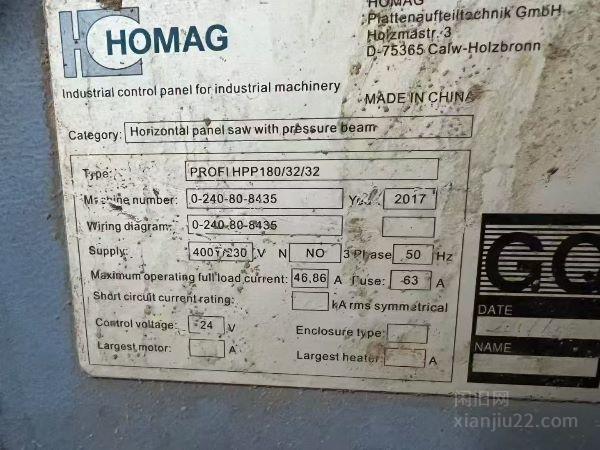 HOMAG
HOMAG
Plattenaufteiltechnik GmbH
Holzmastr. 3
D-75365 Calw-Holzbronn
Industrial control panel for industrial machinery
MADE IN CHINA
Category: Horizontal panel saw with pressure beam
Type: PROFI HPP180/32/32
Machine number: 0-240-80-8435 Year: 2017
Wiring diagram: 0-240-80-8435
Supply: 400Y/230 V N NO 3 Phase 50 Hz
Maximum operating full load current: 46,86 A Fuse: 63 A
Short circuit current rating: kA rms symmetrical
Control voltage: 24 V Enclosure type:
Largest motor: A Largest heater: A
DATE
NAME
闲旧网
xianjiu22.com